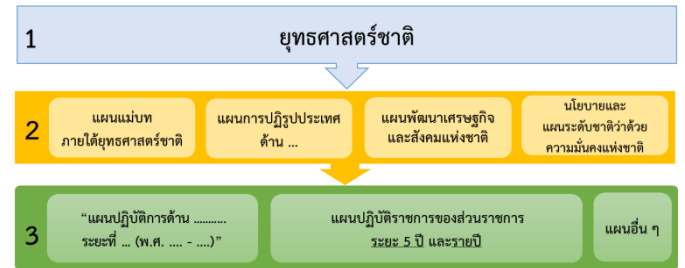 1
ยุทธศาสตร์ชาติ
2
แผนแม่บท
ภายใต้ยุทธศาสตร์ชาติ
แผนการปฏิรูปประเทศ
ด้าน ...
แผนพัฒนาเศรษฐกิจ
และสังคมแห่งชาติ
นโยบายและ
แผนระดับชาติว่าด้วย
ความมั่นคงแห่งชาติ
3
“แผนปฏิบัติการด้าน ...........
ระยะที่ ... (พ.ศ. .... - ....)”
แผนปฏิบัติราชการของส่วนราชการ
ระยะ 5 ปี และรายปี
แผนอื่น ๆ